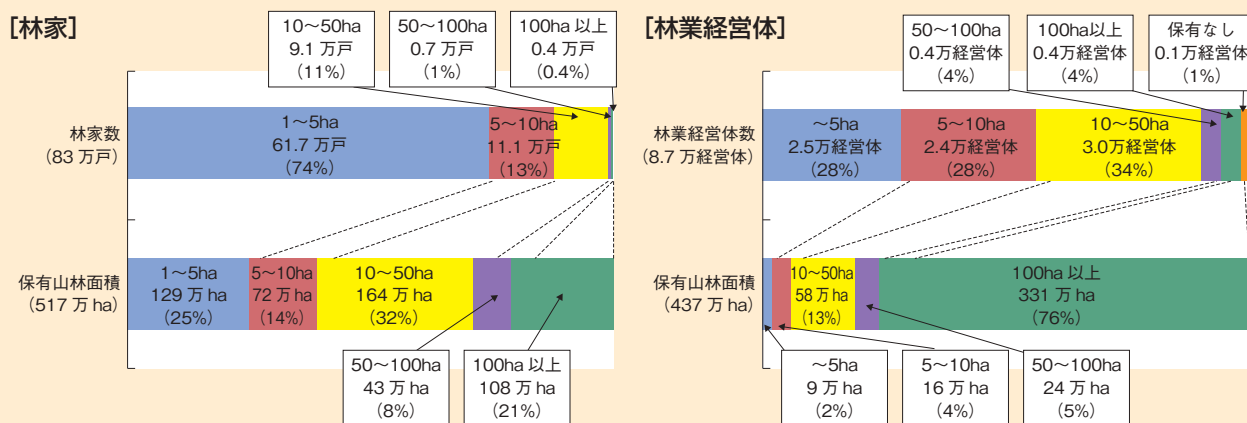 [林家]
10～50ha
9.1 万戸
(11%)
50～100ha
0.7 万戸
(1%)
100ha 以上
0.4 万戸
(0.4%)
林家数
(83 万戸)
1～5ha
61.7 万戸
(74%)
5～10ha
11.1 万戸
(13%)
保有山林面積
(517 万 ha)
1～5ha
129 万 ha
(25%)
5～10ha
72 万 ha
(14%)
10～50ha
164 万 ha
(32%)
50～100ha
43 万 ha
(8%)
100ha 以上
108 万 ha
(21%)
[林業経営体]
50～100ha
0.4万経営体
(4%)
100ha以上
0.4万経営体
(4%)
保有なし
0.1万経営体
(1%)
林業経営体数
(8.7 万経営体)
～5ha
2.5万経営体
(28%)
5～10ha
2.4万経営体
(28%)
10～50ha
3.0万経営体
(34%)
保有山林面積
(437 万 ha)
10～50ha
58万 ha
(13%)
100ha 以上
331 万 ha
(76%)
～5ha
9 万 ha
(2%)
5～10ha
16 万 ha
(4%)
50～100ha
24 万 ha
(5%)